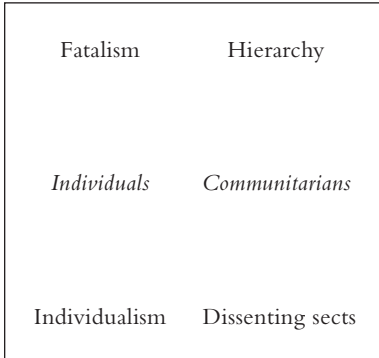 Fatalism Hierarchy
Individuals Communitarians
Individualism Dissenting sects